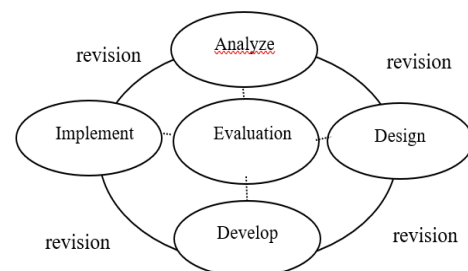 Analyze
revision
revision
Implement
Evaluation
Design
Develop
revision
revision